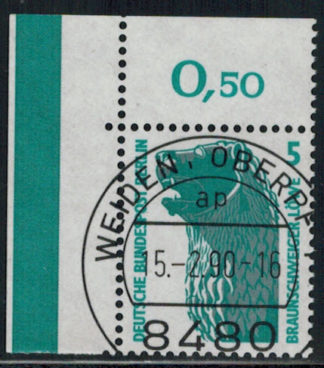 0,50
DEUTSCHE BUNDESPOST BERLIN
5
BRAUNSCHWEIGER LÖWE
WEIDEN, OBERPF
ap
15.-2.90-16
8480